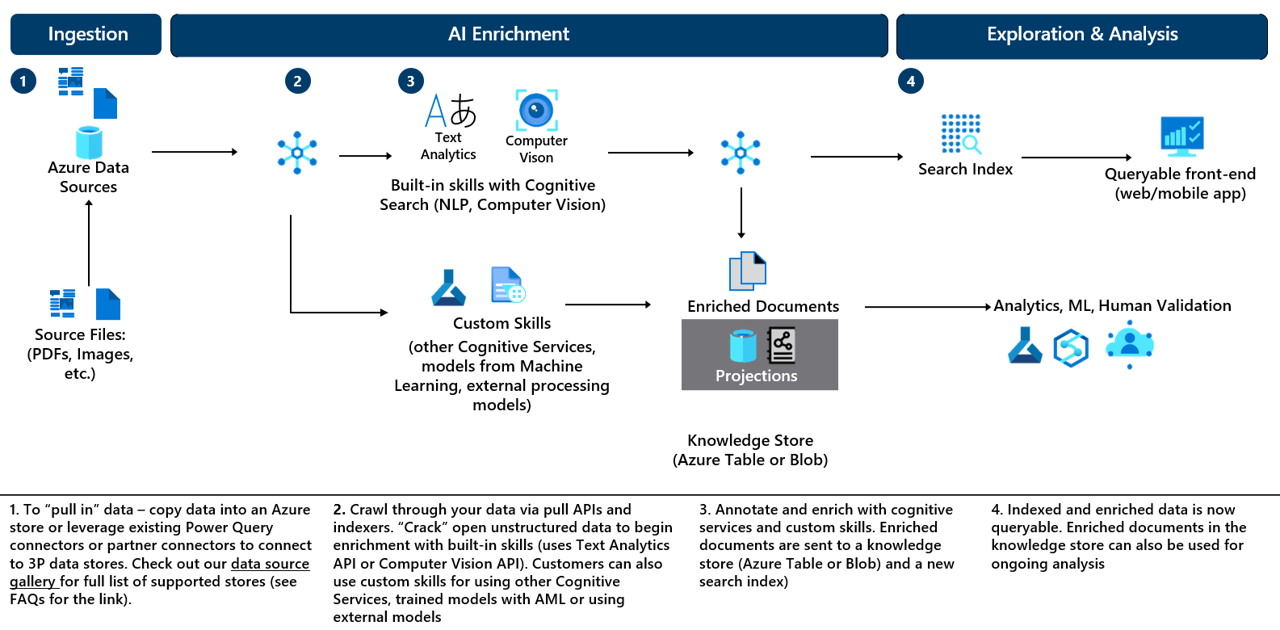 Ingestion
AI Enrichment
Exploration & Analysis
1
2
3
4
Azure Data
Sources
Source Files:
(PDFs, Images,
etc.)
A あ
Text
Analytics
Computer
Vison
Built-in skills with Cognitive
Search (NLP, Computer Vision)
Custom Skills
(other Cognitive Services,
models from Machine
Learning, external processing
models)
Enriched Documents
Projections
Knowledge Store
(Azure Table or Blob)
Search Index
Queryable front-end
(web/mobile app)
Analytics, ML, Human Validation
1. To “pull in” data – copy data into an Azure
store or leverage existing Power Query
connectors or partner connectors to connect
to 3P data stores. Check out our data source
gallery for full list of supported stores (see
FAQs for the link).
2. Crawl through your data via pull APIs and
indexers. “Crack” open unstructured data to begin
enrichment with built-in skills (uses Text Analytics
API or Computer Vision API). Customers can also
use custom skills for using other Cognitive
Services, trained models with AML or using
external models
3. Annotate and enrich with cognitive
services and custom skills. Enriched
documents are sent to a knowledge
store (Azure Table or Blob) and a new
search index)
4. Indexed and enriched data is now
queryable. Enriched documents in the
knowledge store can also be used for
ongoing analysis